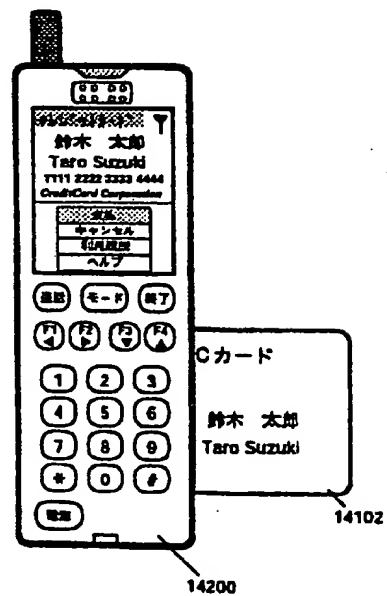 鈴木 太郎
Taro Suzuki
1111 2222 3333 4444
CreditCard Corporation
キャンセル
利用履歴
ヘルプ
通話
モード
終了
F1
F2
F3
F4
1
2
3
4
5
6
7
8
9
*
0
#
電源
Cカード
鈴木 太郎
Taro Suzuki
14102
14200